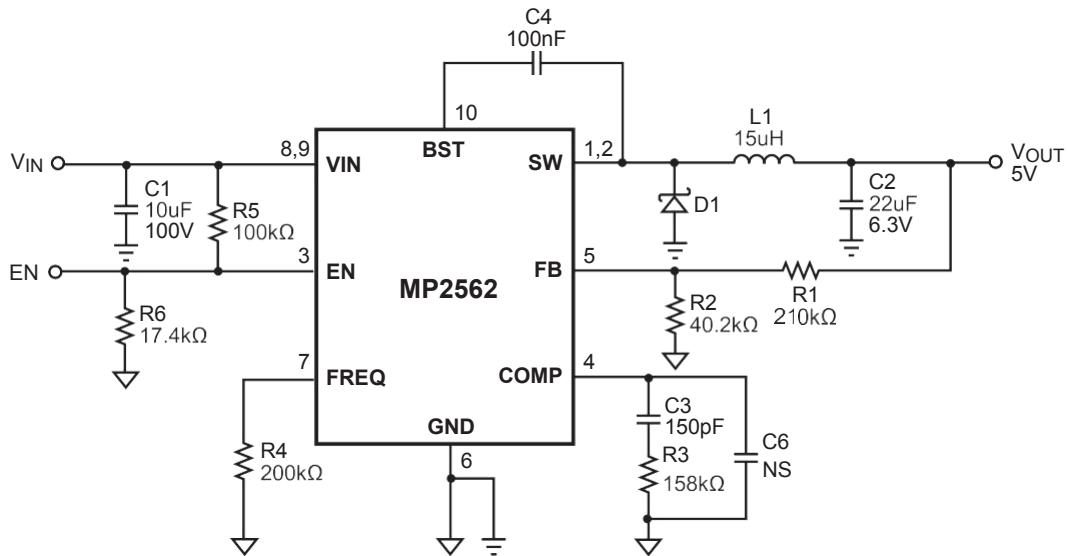 C4
100nF
10
BST
L1
15uH
8,9
VIN
SW
1,2
VIN
VOUT
5V
C1
10uF
100V
R5
100kΩ
D1
C2
22uF
6.3V
EN
3
EN
MP2562
FB
5
R1
210kΩ
R6
17.4kΩ
R2
40.2kΩ
7
FREQ
COMP
4
GND
6
R4
200kΩ
C3
150pF
R3
158kΩ
C6
NS